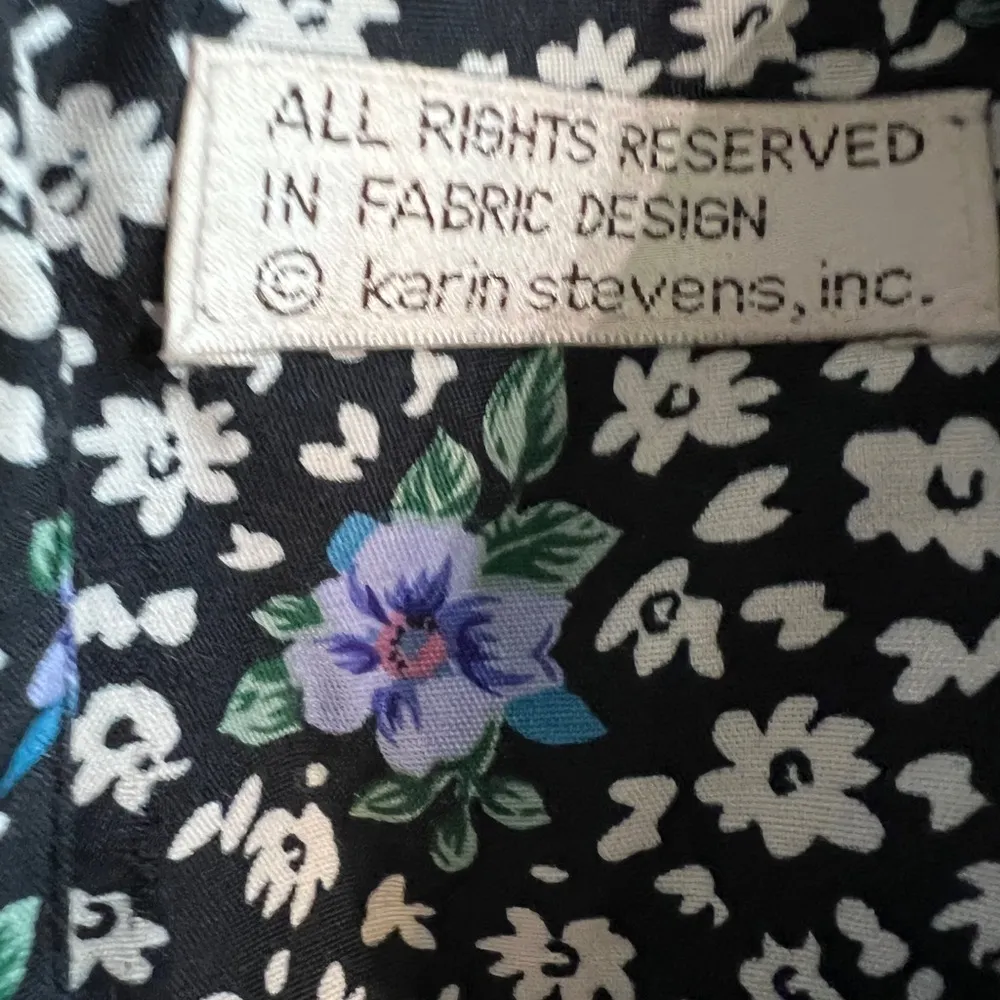 ALL RIGHTS RESERVED
IN FABRIC DESIGN
© karin stevens, inc.